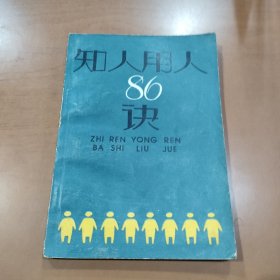 知人用人
86
诀
ZHI REN YONG REN
BA SHI LIU JUE